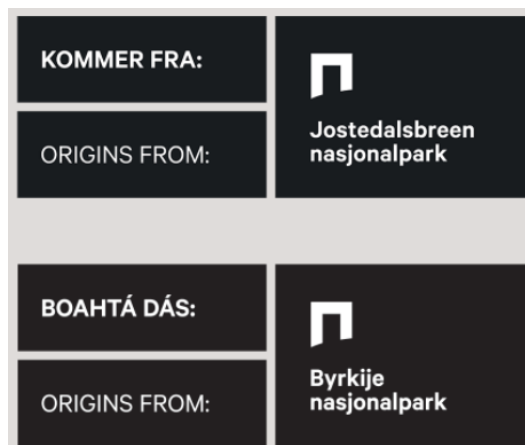 KOMMER FRA:
ORIGINS FROM:
Jostedalsbreen
nasjonalpark
BOAHTÁ DÁS:
ORIGINS FROM:
Byrkije
nasjonalpark